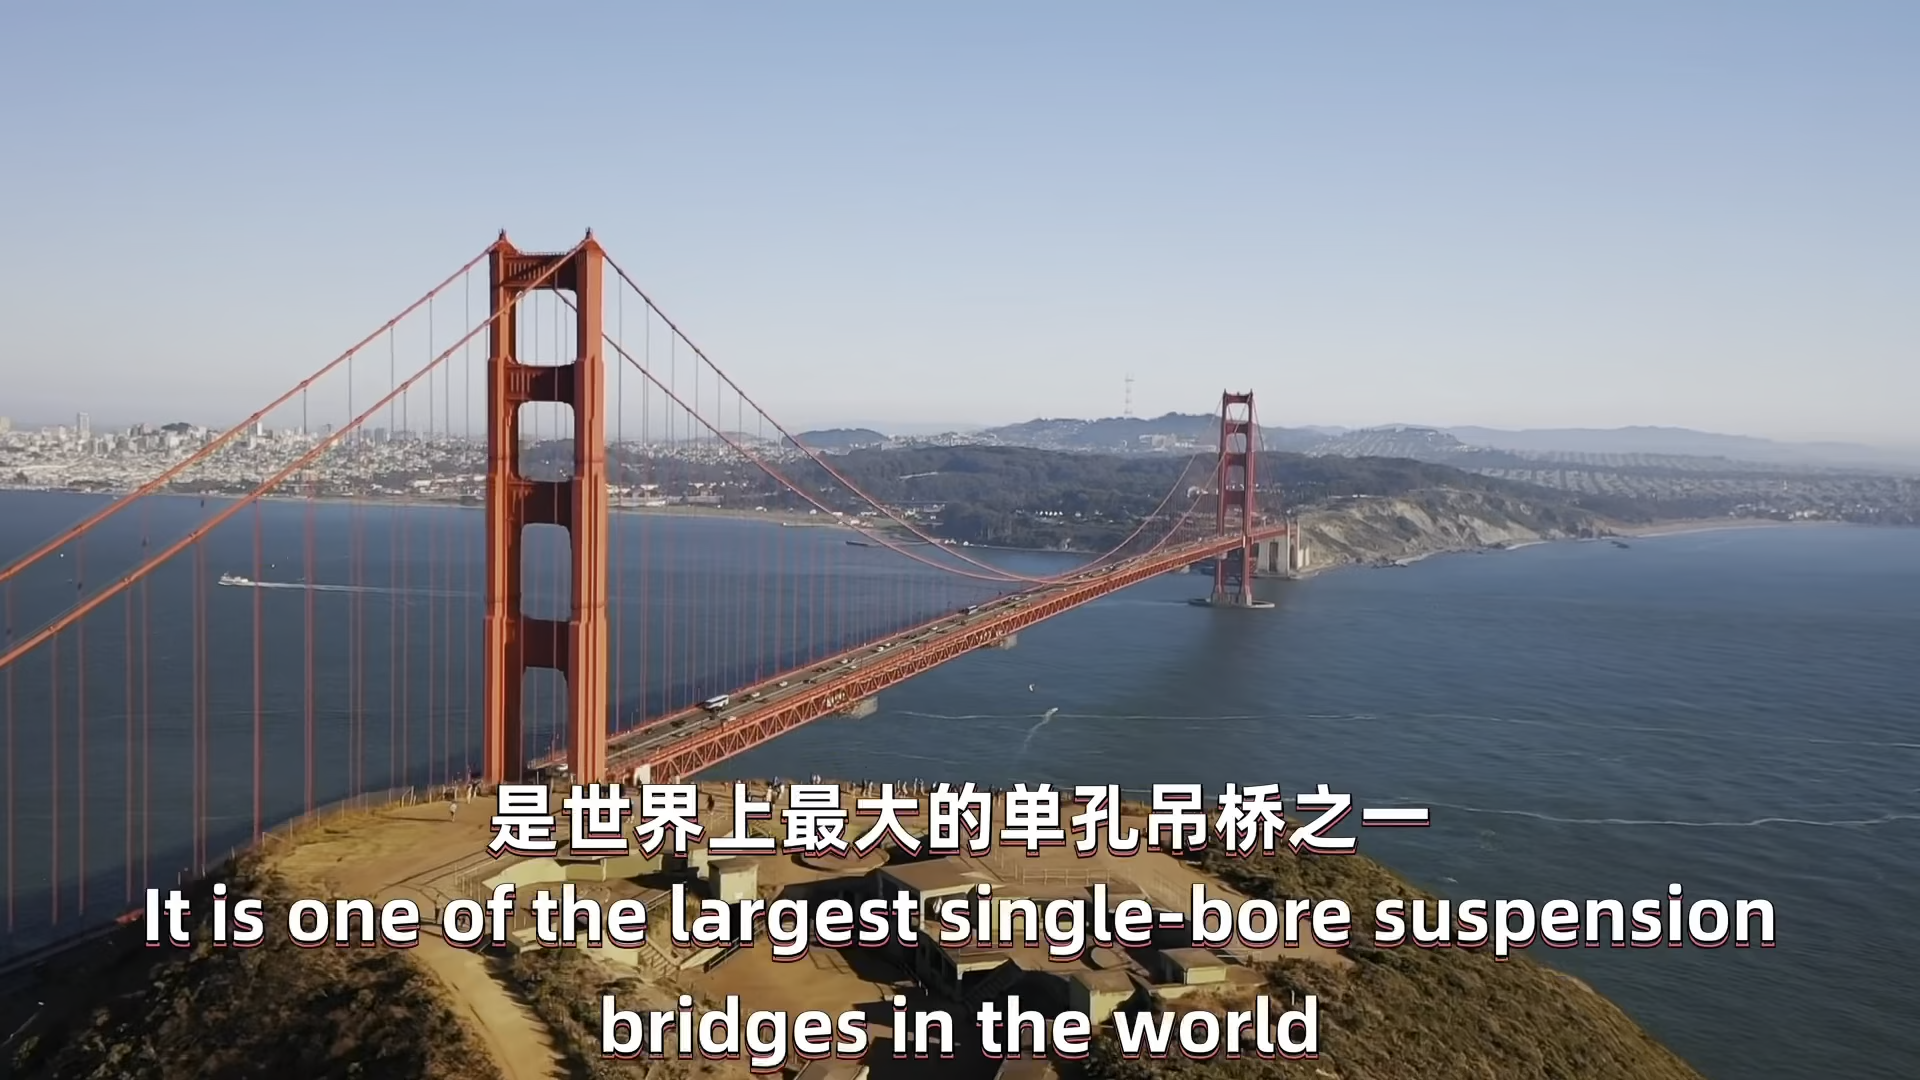 是世界上最大的单孔吊桥之一
It is one of the largest single-bore suspension
bridges in the world